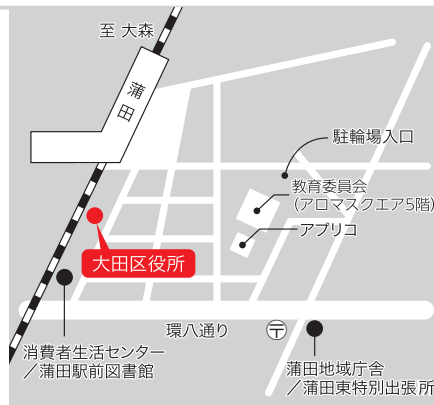 至 大森
蒲田
駐輪場入口
教育委員会
(アロマスクエア5階)
アプリコ
大田区役所
環八通り
〒
消費者生活センター
／蒲田駅前図書館
蒲田地域庁舎
／蒲田東特別出張所